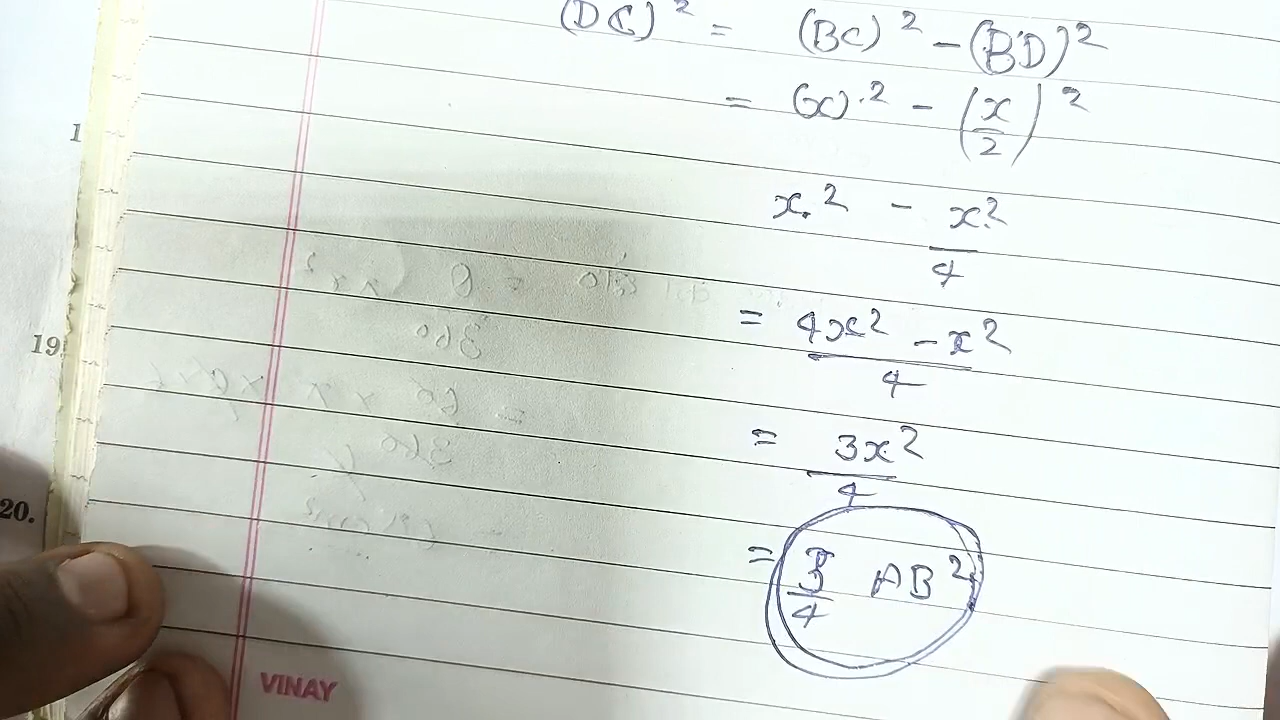 (DC)² = (BC)² - (BD)²
= (x)² - (x/2)²
1
x² - x²/4
= 4x² - x²/4
19
= 3x²/4
20.
= 3/4 AB²
VINAY